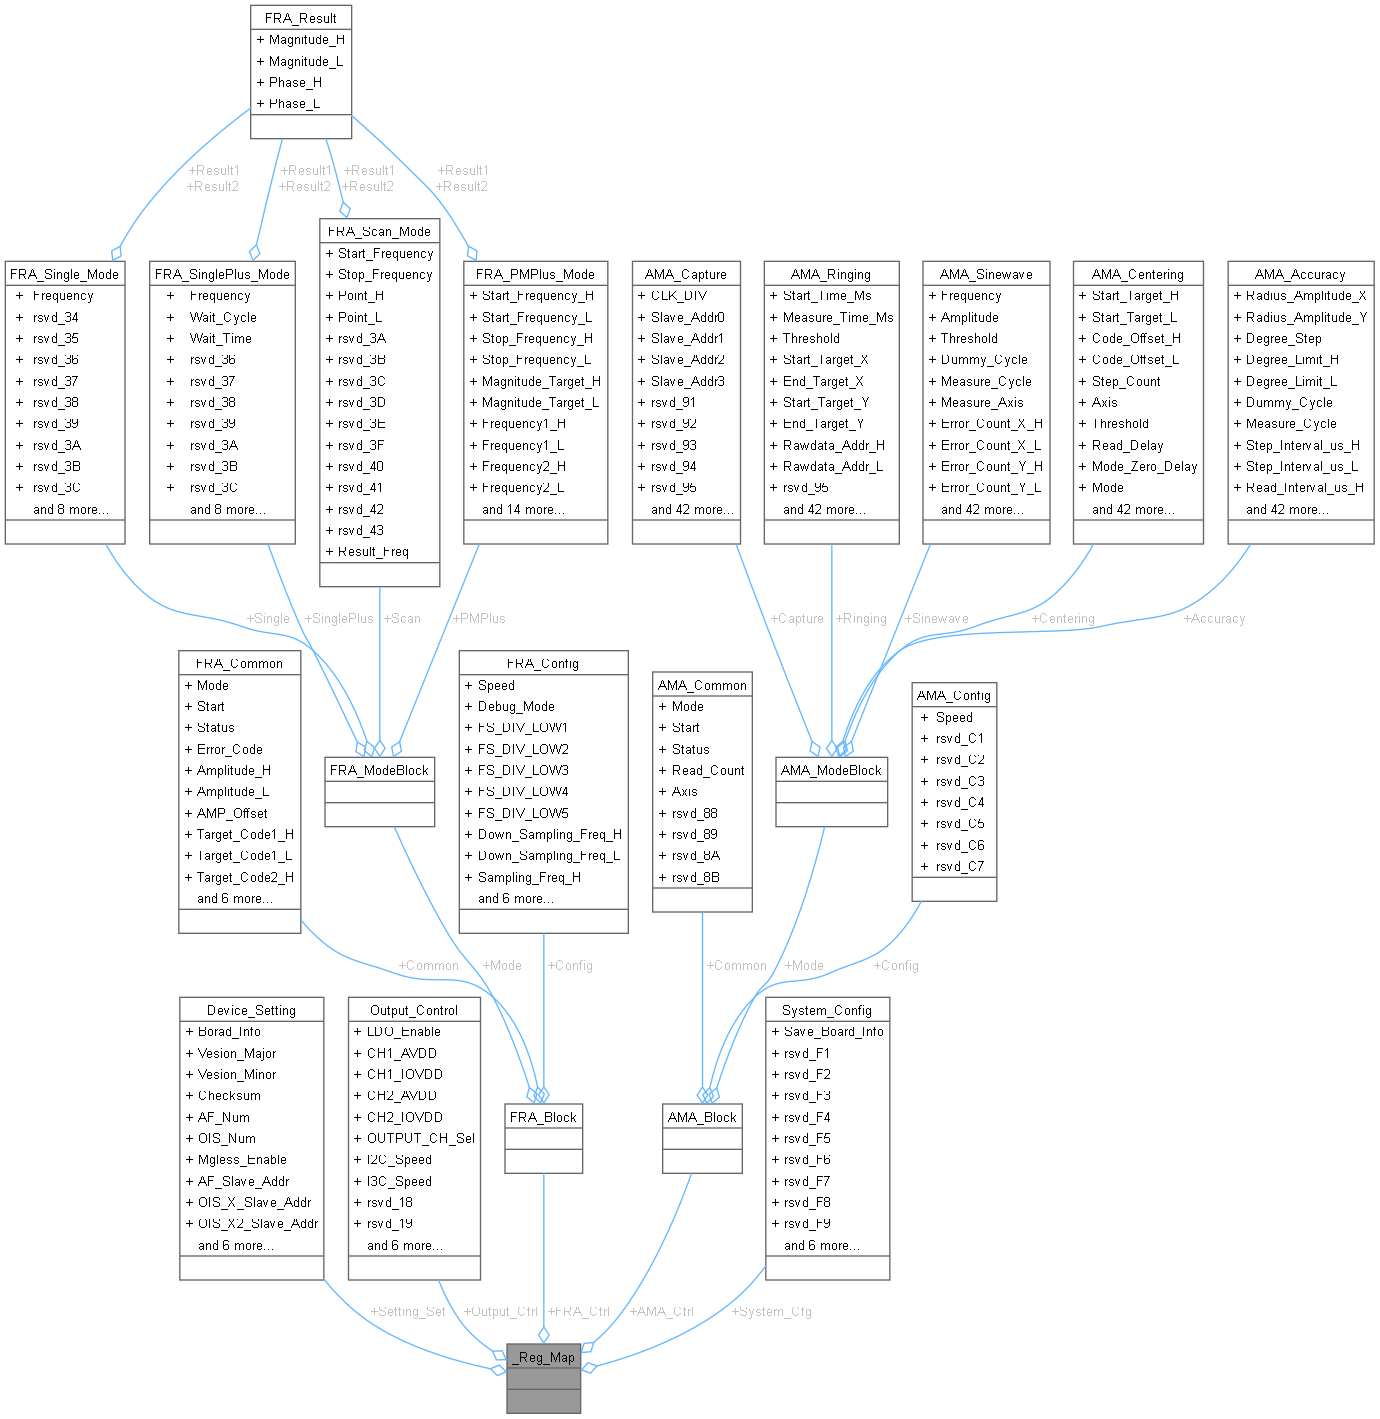 FRA_Result
+ Magnitude_H
+ Magnitude_L
+ Phase_H
+ Phase_L
+Result1
+Result2
+Result1
+Result2
+Result1
+Result2
+Result1
+Result2
FRA_Single_Mode
+ Frequency
+ rsvd_34
+ rsvd_35
+ rsvd_36
+ rsvd_37
+ rsvd_38
+ rsvd_39
+ rsvd_3A
+ rsvd_3B
+ rsvd_3C
and 8 more...
FRA_SinglePlus_Mode
+ Frequency
+ Wait_Cycle
+ Wait_Time
+ rsvd_36
+ rsvd_37
+ rsvd_38
+ rsvd_39
+ rsvd_3A
+ rsvd_3B
+ rsvd_3C
and 8 more...
FRA_Scan_Mode
+ Start_Frequency
+ Stop_Frequency
+ Point_H
+ Point_L
+ rsvd_3A
+ rsvd_3B
+ rsvd_3C
+ rsvd_3D
+ rsvd_3E
+ rsvd_3F
+ rsvd_40
+ rsvd_41
+ rsvd_42
+ rsvd_43
+ Result_Freq
FRA_PMPlus_Mode
+ Start_Frequency_H
+ Start_Frequency_L
+ Stop_Frequency_H
+ Stop_Frequency_L
+ Magnitude_Target_H
+ Magnitude_Target_L
+ Frequency1_H
+ Frequency1_L
+ Frequency2_H
+ Frequency2_L
and 14 more...
AMA_Capture
+ CLK_DIV
+ Slave_Addr0
+ Slave_Addr1
+ Slave_Addr2
+ Slave_Addr3
+ rsvd_91
+ rsvd_92
+ rsvd_93
+ rsvd_94
+ rsvd_95
and 42 more...
AMA_Ringing
+ Start_Time_Ms
+ Measure_Time_Ms
+ Threshold
+ Start_Target_X
+ End_Target_X
+ Start_Target_Y
+ End_Target_Y
+ Rawdata_Addr_H
+ Rawdata_Addr_L
+ rsvd_95
and 42 more...
AMA_Sinewave
+ Frequency
+ Amplitude
+ Threshold
+ Dummy_Cycle
+ Measure_Cycle
+ Measure_Axis
+ Error_Count_X_H
+ Error_Count_X_L
+ Error_Count_Y_H
+ Error_Count_Y_L
and 42 more...
AMA_Centering
+ Start_Target_H
+ Start_Target_L
+ Code_Offset_H
+ Code_Offset_L
+ Step_Count
+ Axis
+ Threshold
+ Read_Delay
+ Mode_Zero_Delay
+ Mode
and 42 more...
AMA_Accuracy
+ Radius_Amplitude_X
+ Radius_Amplitude_Y
+ Degree_Step
+ Degree_Limit_H
+ Degree_Limit_L
+ Dummy_Cycle
+ Measure_Cycle
+ Step_Interval_us_H
+ Step_Interval_us_L
+ Read_Interval_us_H
and 42 more...
+Single
+SinglePlus
+Scan
+PMPlus
+Capture
+Ringing
+Sinewave
+Centering
+Accuracy
FRA_Common
+ Mode
+ Start
+ Status
+ Error_Code
+ Amplitude_H
+ Amplitude_L
+ AMP_Offset
+ Target_Code1_H
+ Target_Code1_L
+ Target_Code2_H
and 6 more...
FRA_ModeBlock
FRA_Config
+ Speed
+ Debug_Mode
+ FS_DIV_LOW1
+ FS_DIV_LOW2
+ FS_DIV_LOW3
+ FS_DIV_LOW4
+ FS_DIV_LOW5
+ Down_Sampling_Freq_H
+ Down_Sampling_Freq_L
+ Sampling_Freq_H
and 6 more...
AMA_Common
+ Mode
+ Start
+ Status
+ Read_Count
+ Axis
+ rsvd_88
+ rsvd_89
+ rsvd_8A
+ rsvd_8B
AMA_ModeBlock
AMA_Config
+ Speed
+ rsvd_C1
+ rsvd_C2
+ rsvd_C3
+ rsvd_C4
+ rsvd_C5
+ rsvd_C6
+ rsvd_C7
+Common
+Mode
+Config
+Common
+Mode
+Config
Device_Setting
+ Borad_Info
+ Vesion_Major
+ Vesion_Minor
+ Checksum
+ AF_Num
+ OIS_Num
+ Mgless_Enable
+ AF_Slave_Addr
+ OIS_X_Slave_Addr
+ OIS_X2_Slave_Addr
and 6 more...
Output_Control
+ LDO_Enable
+ CH1_AVDD
+ CH1_IOVDD
+ CH2_AVDD
+ CH2_IOVDD
+ OUTPUT_CH_Sel
+ I2C_Speed
+ I3C_Speed
+ rsvd_18
+ rsvd_19
and 6 more...
FRA_Block
AMA_Block
System_Config
+ Save_Board_Info
+ rsvd_F1
+ rsvd_F2
+ rsvd_F3
+ rsvd_F4
+ rsvd_F5
+ rsvd_F6
+ rsvd_F7
+ rsvd_F8
+ rsvd_F9
and 6 more...
+Setting_Set
+Output_Ctrl
+FRA_Ctrl
+AMA_Ctrl
+System_Cfg
_Reg_Map